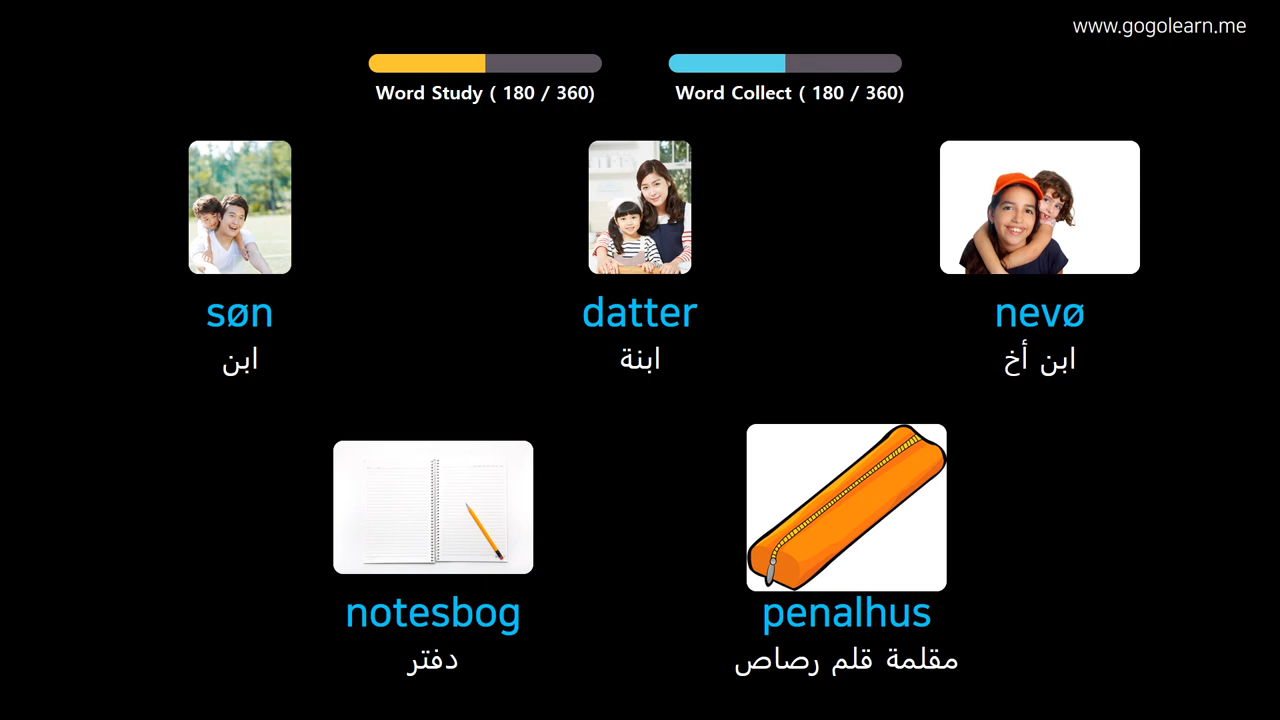 www.gogolearn.me
Word Study ( 180 / 360)
Word Collect ( 180 / 360)
søn
datter
nevø
ابن
ابنة
ابن أخ
notesbog
penalhus
دفتر
مقلمة قلم رصاص